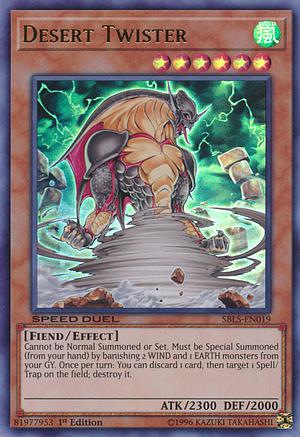 DESERT TWISTER
WIND
風
SPEED DUEL
SBLS-EN019
[FIEND/EFFECT]
Cannot be Normal Summoned or Set. Must be Special Summoned
(from your hand) by banishing 2 WIND and 1 EARTH monsters from
your GY. Once per turn: You can discard 1 card, then target 1 Spell/
Trap on the field; destroy it.
ATK/2300 DEF/2000
81977953 1st Edition ©1996 KAZUKI TAKAHASHI